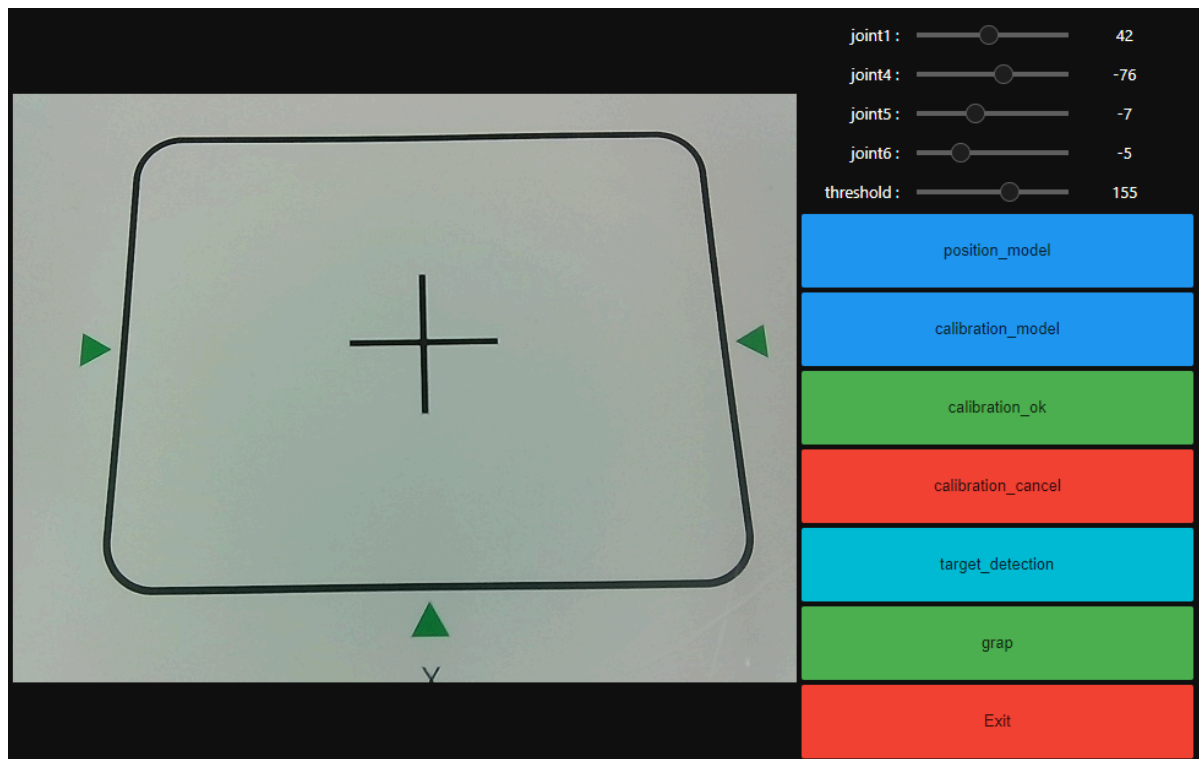 joint1 : 42
joint4 : -76
joint5 : -7
joint6 : -5
threshold : 155
position_model
calibration_model
calibration_ok
calibration_cancel
target_detection
grap
Exit
Y